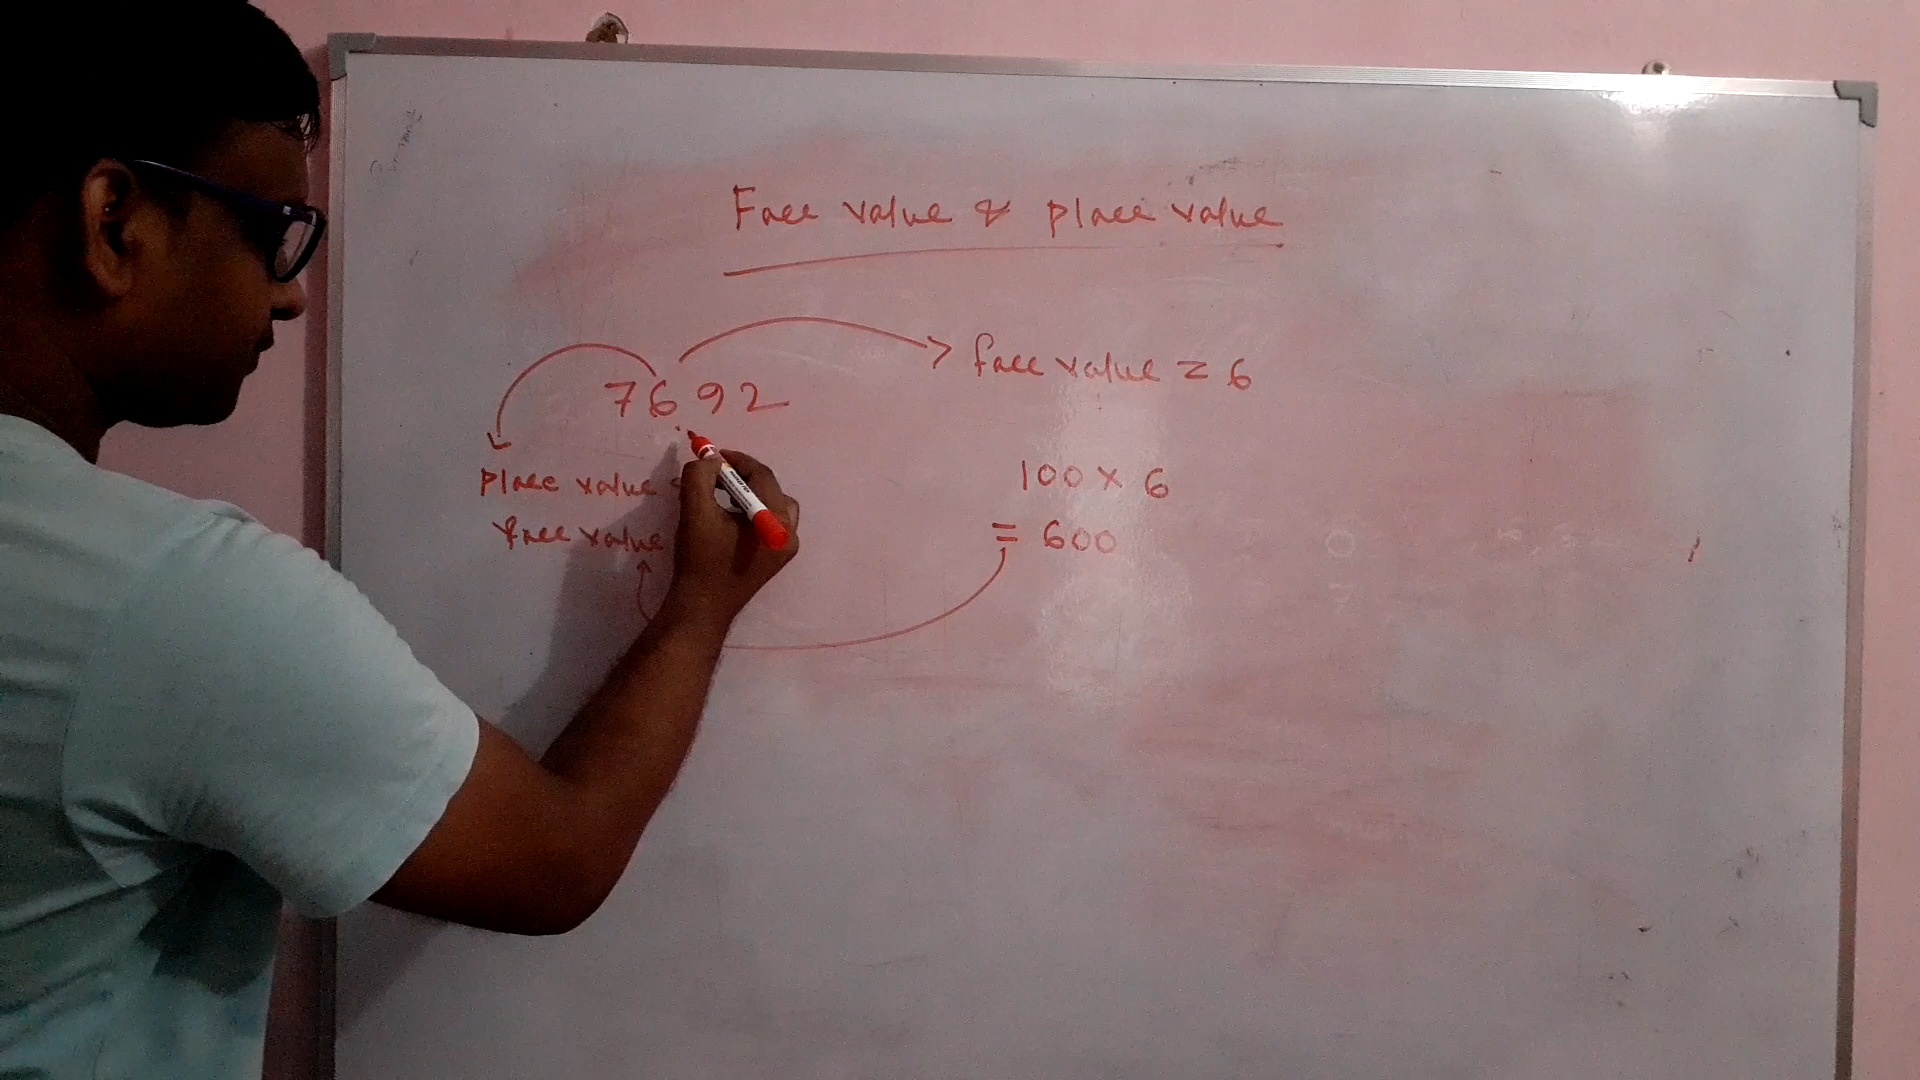 Face value & place value
7692
face value = 6
place value
face value
100 × 6
= 600